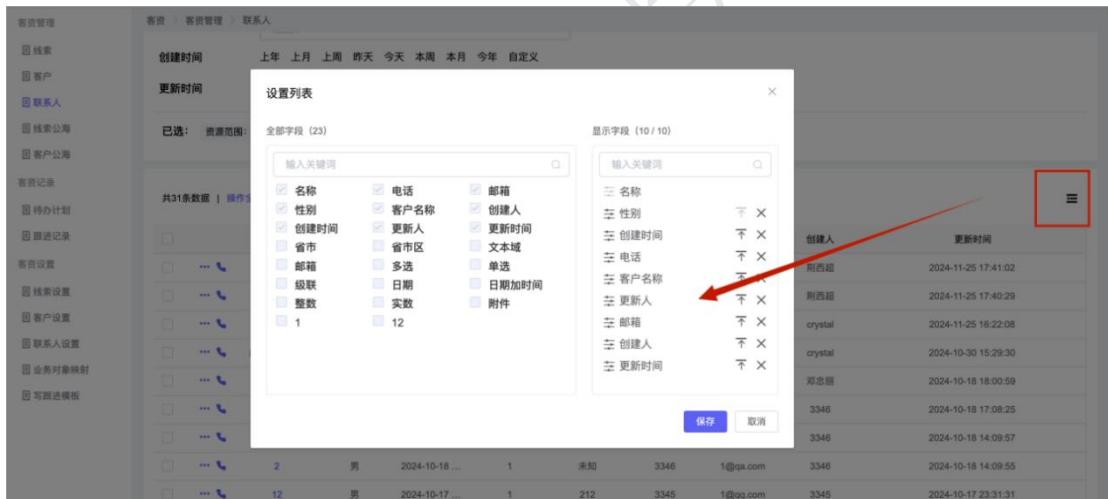 客资管理
线索
客户
联系人
线索公海
客户公海
客资记录
待办计划
跟进记录
客资设置
线索设置
客户设置
联系人设置
业务对象映射
写跟进模板
客资 > 客资管理 > 联系人
创建时间 上年 上月 上周 昨天 今天 本周 本月 今年 自定义
更新时间
已选： 资源范围:
共31条数据 | 操作
设置列表 ×
全部字段（23）
输入关键词
名称 电话 邮箱
性别 客户名称 创建人
创建时间 更新人 更新时间
省市 省市区 文本域
邮箱 多选 单选
级联 日期 日期加时间
整数 实数 附件
1 12
显示字段（10 / 10）
输入关键词
名称
性别
创建时间
电话
客户名称
更新人
邮箱
创建人
更新时间
保存 取消
创建人 更新时间
荆西超 2024-11-25 17:41:02
荆西超 2024-11-25 17:40:29
crystal 2024-11-25 16:22:08
crystal 2024-10-30 15:29:30
邓忠丽 2024-10-18 18:00:59
3346 2024-10-18 17:08:25
3346 2024-10-18 14:09:57
2 男 2024-10-18 ... 1 未知 3346 1@qa.com 3346 2024-10-18 14:09:55
12 男 2024-10-17 ... 1 212 3345 1@qq.com 3345 2024-10-17 23:31:31